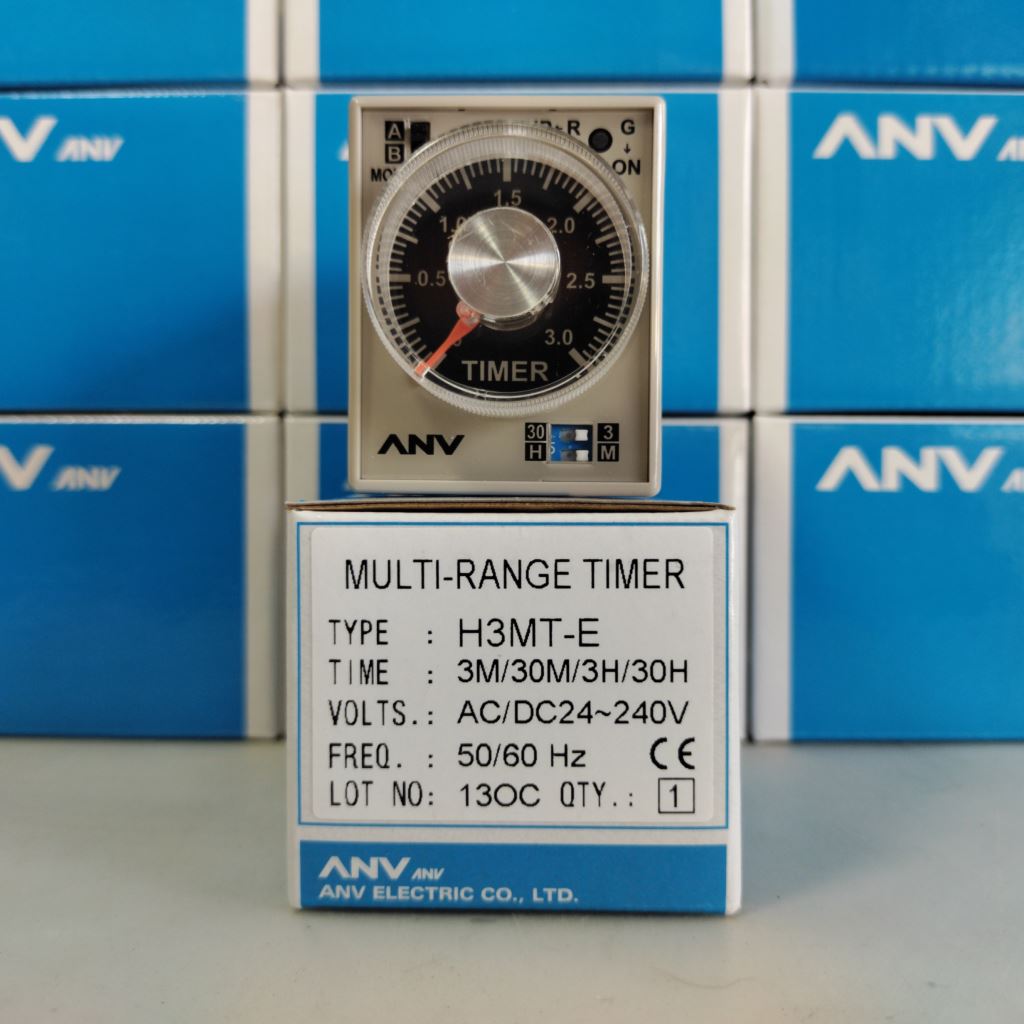 ANV
ANV
A
B
R
G
↓
ON
1.5
1.0
2.0
0.5
2.5
3.0
TIMER
ANV
30
3
H
M
ANV
ANV
ANV
MULTI-RANGE TIMER
TYPE : H3MT-E
TIME : 3M/30M/3H/30H
VOLTS.: AC/DC24~240V
FREQ. : 50/60 Hz CE
LOT NO: 13OC QTY.: 1
ANV ANV
ANV ELECTRIC CO., LTD.